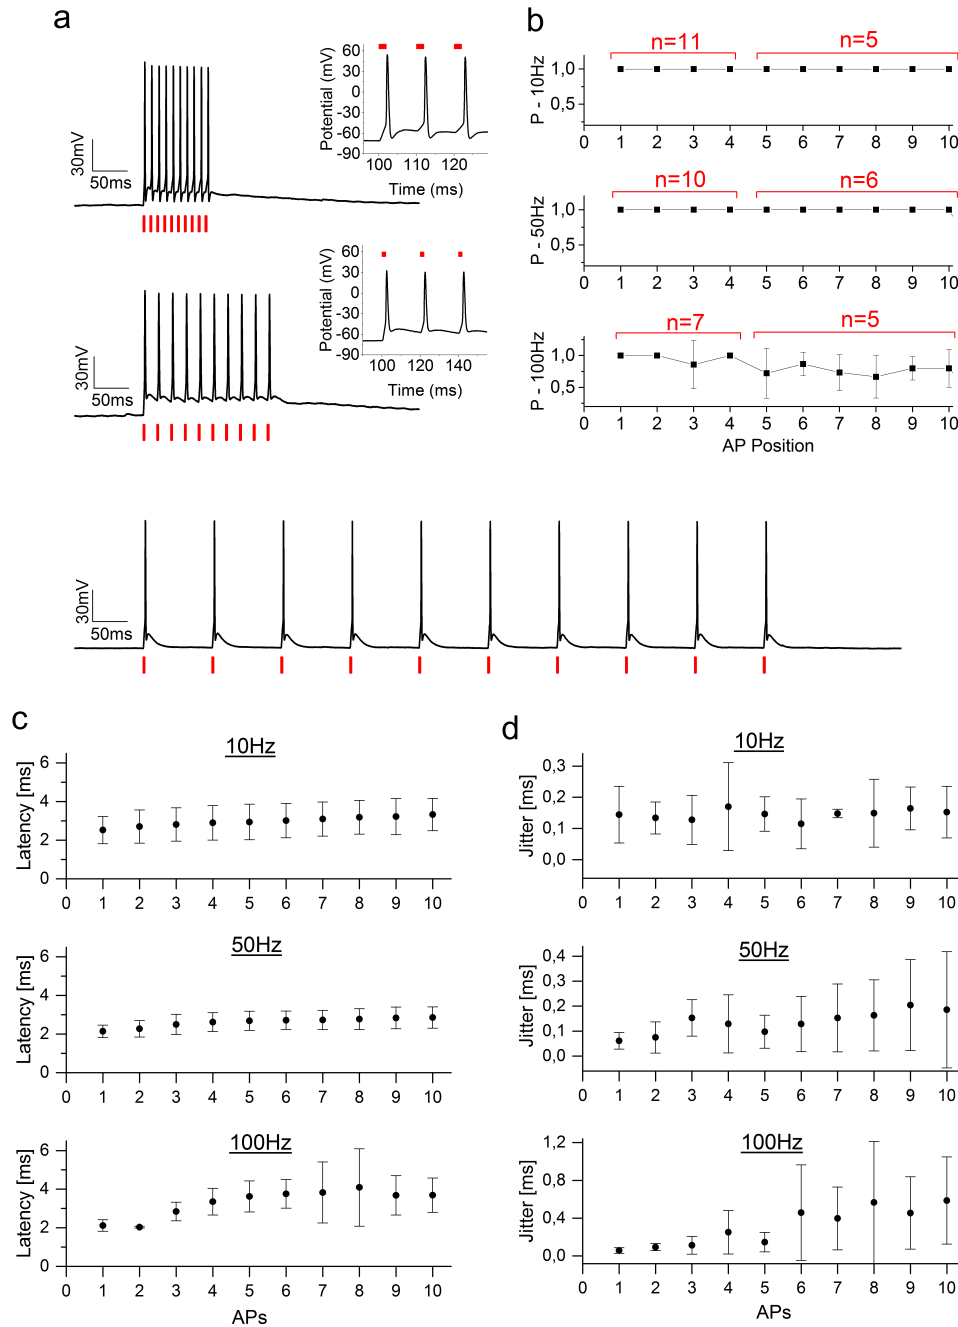 a
30mV
50ms
Potential (mV)
60
30
0
-30
-60
-90
100 110 120
Time (ms)
30mV
50ms
Potential (mV)
60
30
0
-30
-60
-90
100 120 140
Time (ms)
30mV
50ms
b
n=11 n=5
P - 10Hz
1,0
0,5
0 1 2 3 4 5 6 7 8 9 10
n=10 n=6
P - 50Hz
1,0
0,5
0 1 2 3 4 5 6 7 8 9 10
n=7 n=5
P - 100Hz
1,0
0,5
0 1 2 3 4 5 6 7 8 9 10
AP Position
c
10Hz
Latency [ms]
6
4
2
0
0 1 2 3 4 5 6 7 8 9 10
50Hz
Latency [ms]
6
4
2
0
0 1 2 3 4 5 6 7 8 9 10
100Hz
Latency [ms]
6
4
2
0
0 1 2 3 4 5 6 7 8 9 10
APs
d
10Hz
Jitter [ms]
0,3
0,2
0,1
0,0
0 1 2 3 4 5 6 7 8 9 10
50Hz
Jitter [ms]
0,4
0,3
0,2
0,1
0,0
0 1 2 3 4 5 6 7 8 9 10
100Hz
Jitter [ms]
1,2
0,8
0,4
0,0
0 1 2 3 4 5 6 7 8 9 10
APs